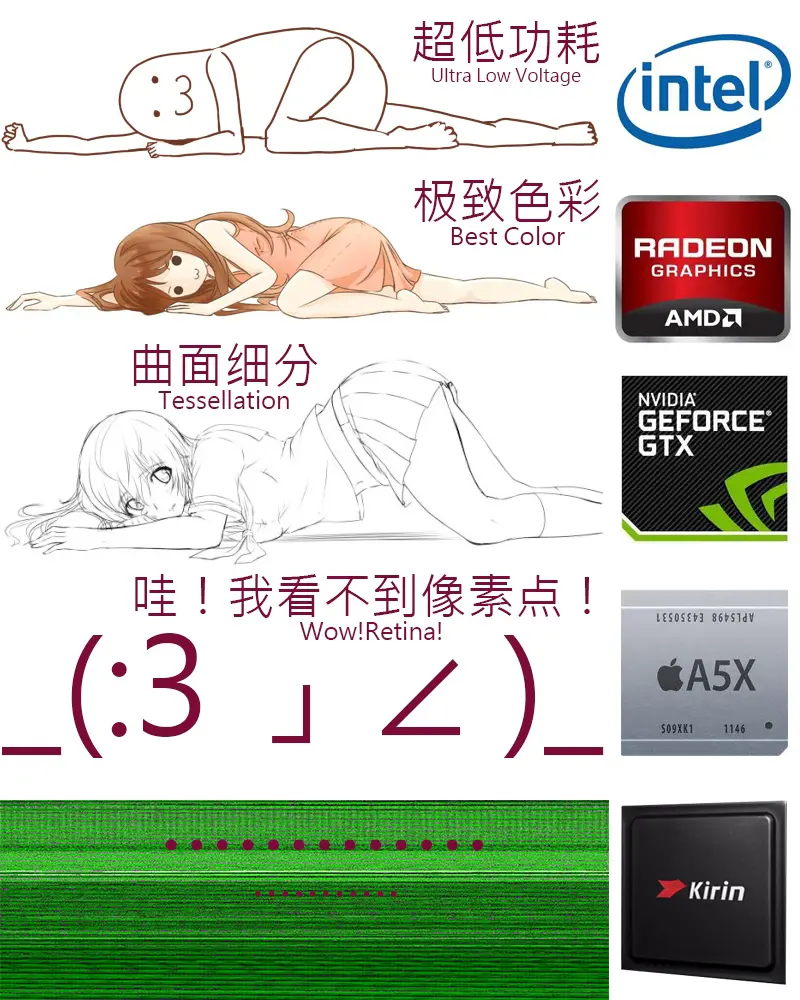 超低功耗
Ultra Low Voltage
intel®
极致色彩
Best Color
RADEON
GRAPHICS
AMD
曲面细分
Tessellation
NVIDIA
GEFORCE®
GTX
哇！我看不到像素点！
Wow!Retina!
_(:3 」∠ )_
APL5498 E4350531
A5X
S09XK1 1146
.............
...........
Kirin